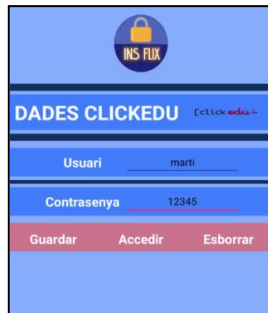 INS FLIX
DADES CLICKEDU [clickedu]
Usuari marti
Contrasenya 12345
Guardar Accedir Esborrar